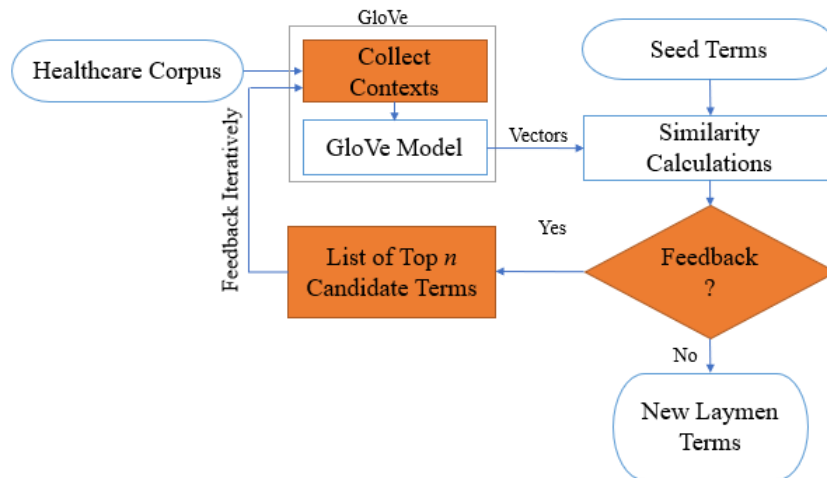 GloVe
Healthcare Corpus
Collect
Contexts
Seed Terms
GloVe Model
Vectors
Similarity
Calculations
Feedback Iteratively
List of Top n
Candidate Terms
Yes
Feedback
?
No
New Laymen
Terms